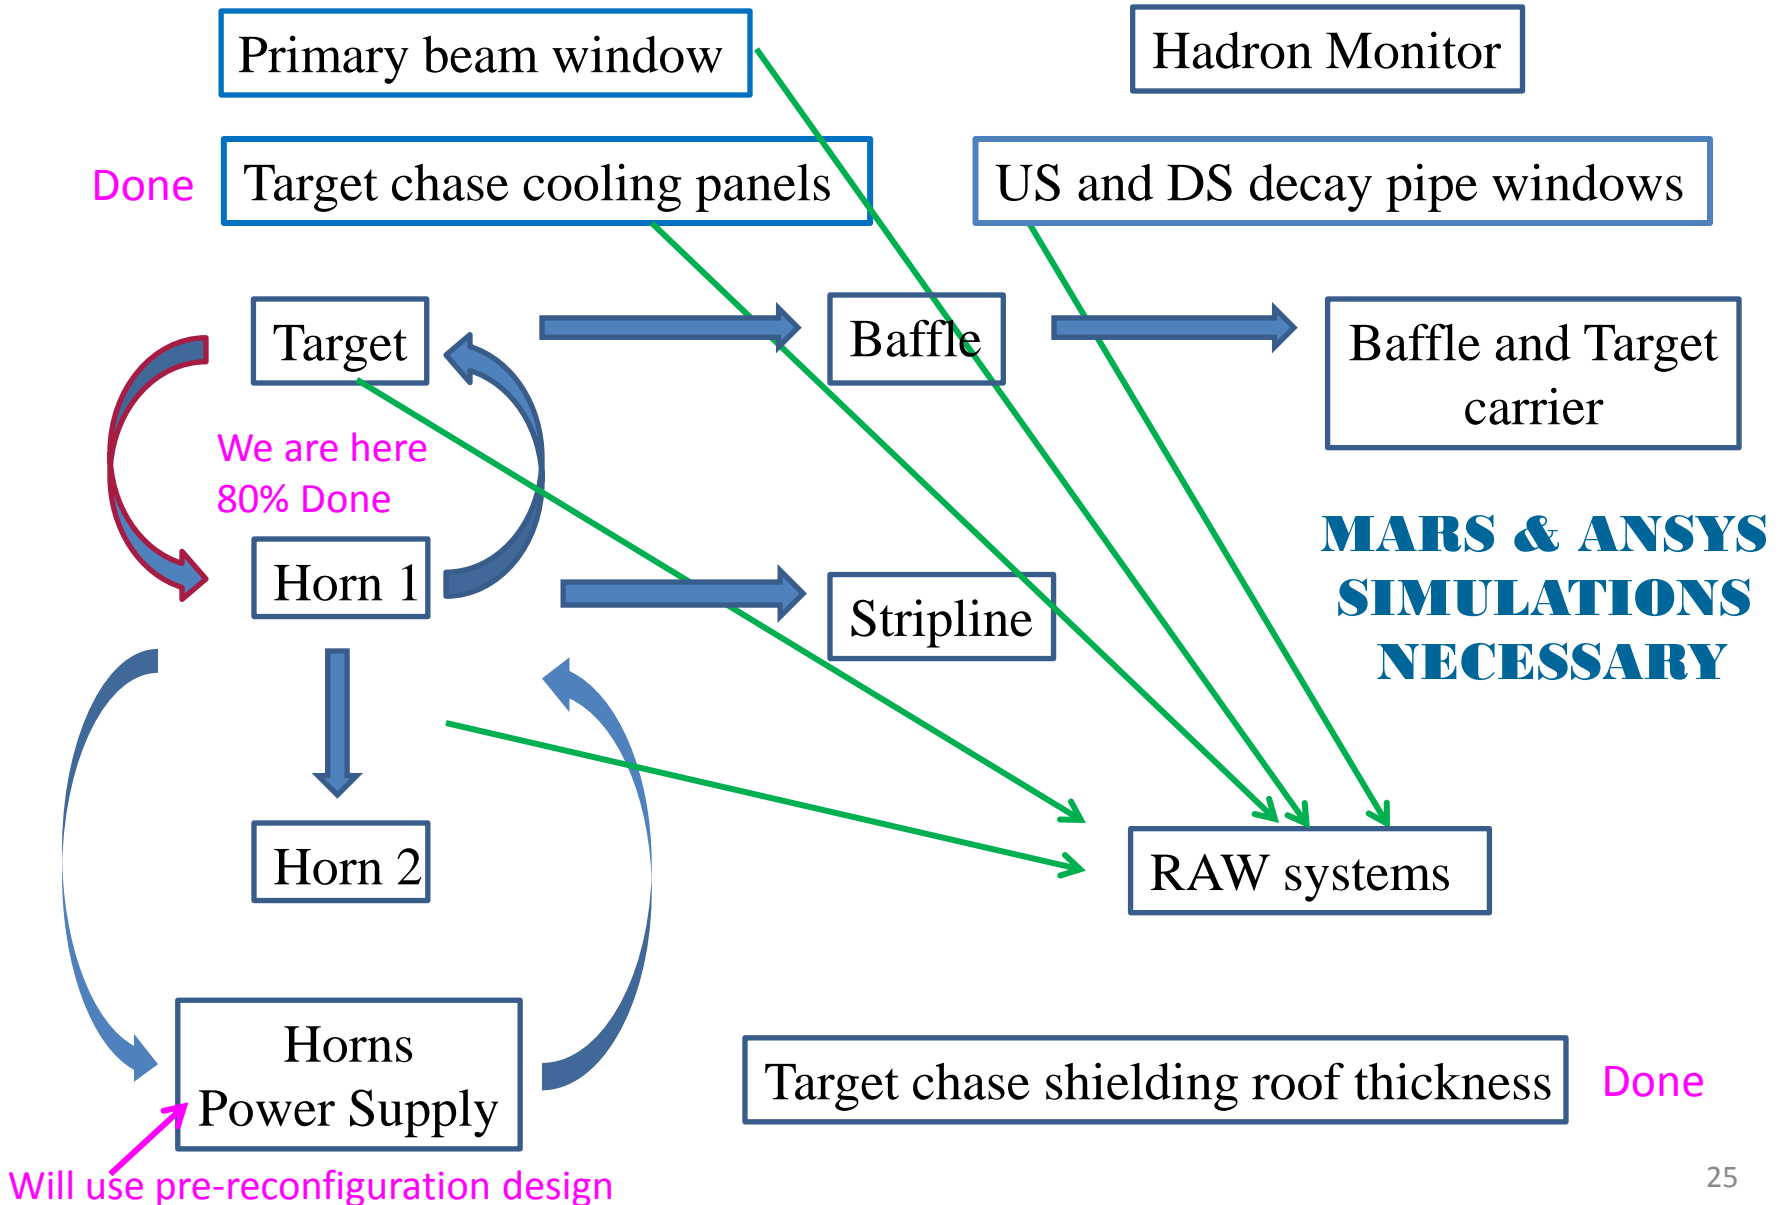 Primary beam window
Hadron Monitor
Done
Target chase cooling panels
US and DS decay pipe windows
Target
Baffle
Baffle and Target
carrier
We are here
80% Done
MARS & ANSYS
SIMULATIONS
NECESSARY
Horn 1
Stripline
Horn 2
RAW systems
Horns
Power Supply
Target chase shielding roof thickness
Done
Will use pre-reconfiguration design
25